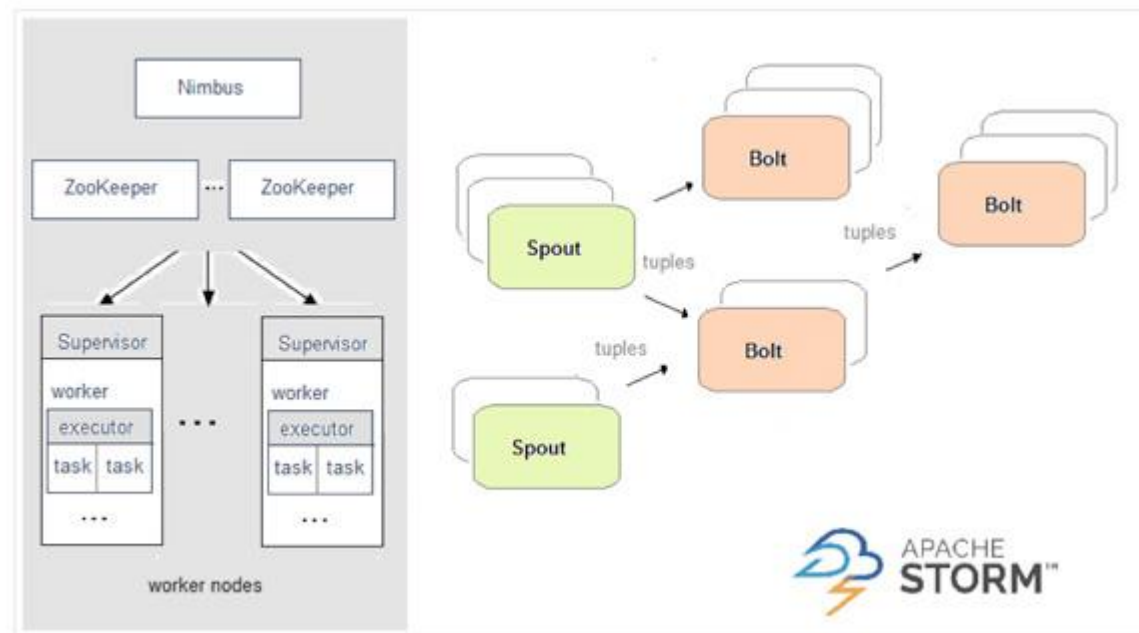 Nimbus
ZooKeeper ... ZooKeeper
Supervisor
worker
executor
task task
...
...
Supervisor
worker
executor
task task
...
worker nodes
Spout
tuples
Bolt
Bolt
tuples
Spout
tuples
Bolt
APACHE
STORM™